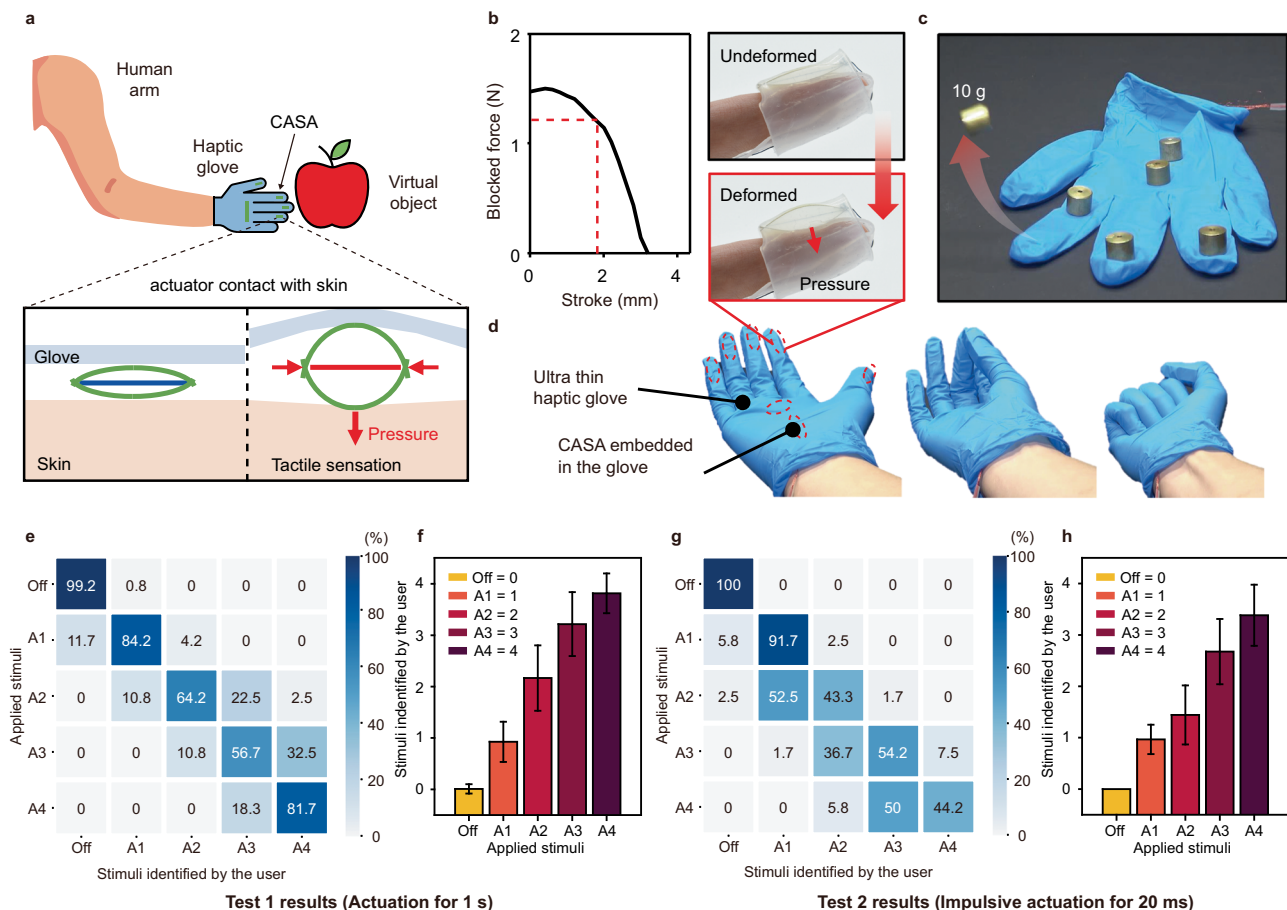 a
Human
arm
Haptic
glove
CASA
Virtual
object
actuator contact with skin
Glove
Skin
Pressure
Tactile sensation
b
2
1
0
Blocked force (N)
0
2
4
Stroke (mm)
Undeformed
Deformed
Pressure
c
10 g
d
Ultra thin
haptic glove
CASA embedded
in the glove
e
(%)
Applied stimuli
Off 99.2 0.8 0 0 0
A1 11.7 84.2 4.2 0 0
A2 0 10.8 64.2 22.5 2.5
A3 0 0 10.8 56.7 32.5
A4 0 0 0 18.3 81.7
Off A1 A2 A3 A4
Stimuli identified by the user
100
80
60
40
20
0
f
Stimuli indentified by the user
4
3
2
1
0
Off = 0
A1 = 1
A2 = 2
A3 = 3
A4 = 4
Off A1 A2 A3 A4
Applied stimuli
Test 1 results (Actuation for 1 s)
g
(%)
Applied stimuli
Off 100 0 0 0 0
A1 5.8 91.7 2.5 0 0
A2 2.5 52.5 43.3 1.7 0
A3 0 1.7 36.7 54.2 7.5
A4 0 0 5.8 50 44.2
Off A1 A2 A3 A4
Stimuli identified by the user
100
80
60
40
20
0
h
Stimuli indentified by the user
4
3
2
1
0
Off = 0
A1 = 1
A2 = 2
A3 = 3
A4 = 4
Off A1 A2 A3 A4
Applied stimuli
Test 2 results (Impulsive actuation for 20 ms)